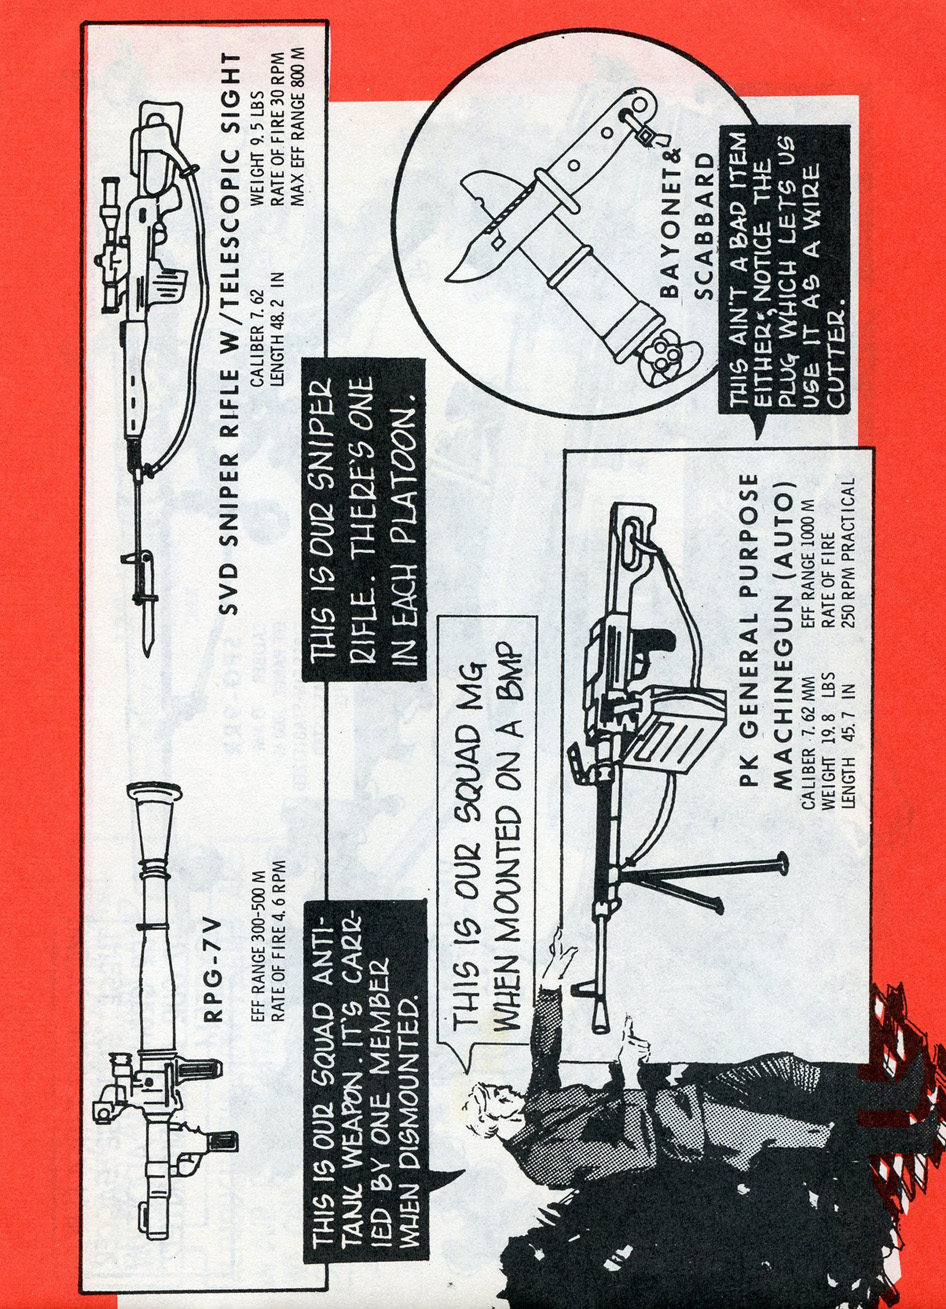 RPG-7V
EFF RANGE 300-500 M
RATE OF FIRE 4.6 RPM
SVD SNIPER RIFLE W/TELESCOPIC SIGHT
CALIBER 7.62
LENGTH 48.2 IN
WEIGHT 9.5 LBS
RATE OF FIRE 30 RPM
MAX EFF RANGE 800 M
THIS IS OUR SQUAD ANTI-
TANK WEAPON. IT'S CARR-
IED BY ONE MEMBER
WHEN DISMOUNTED.
THIS IS OUR SNIPER
RIFLE. THERE'S ONE
IN EACH PLATOON.
THIS IS OUR SQUAD MG
WHEN MOUNTED ON A BMP
BAYONET &
SCABBARD
THIS AIN'T A BAD ITEM
EITHER; NOTICE THE
PLUG WHICH LETS US
USE IT AS A WIRE
CUTTER.
PK GENERAL PURPOSE
MACHINEGUN (AUTO)
CALIBER 7.62 MM
WEIGHT 19.8 LBS
LENGTH 45.7 IN
EFF RANGE 1000 M
RATE OF FIRE
250 RPM PRACTICAL